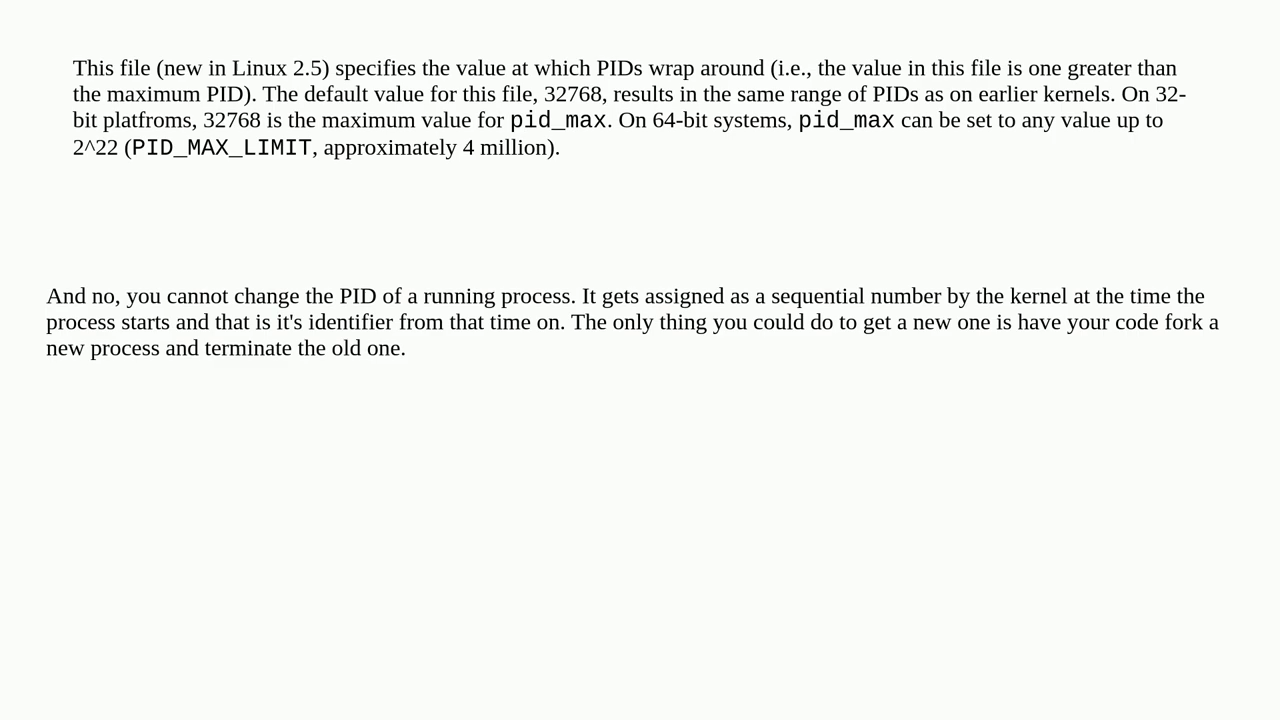 This file (new in Linux 2.5) specifies the value at which PIDs wrap around (i.e., the value in this file is one greater than
the maximum PID). The default value for this file, 32768, results in the same range of PIDs as on earlier kernels. On 32-
bit platfroms, 32768 is the maximum value for pid_max. On 64-bit systems, pid_max can be set to any value up to
2^22 (PID_MAX_LIMIT, approximately 4 million).
And no, you cannot change the PID of a running process. It gets assigned as a sequential number by the kernel at the time the
process starts and that is it's identifier from that time on. The only thing you could do to get a new one is have your code fork a
new process and terminate the old one.